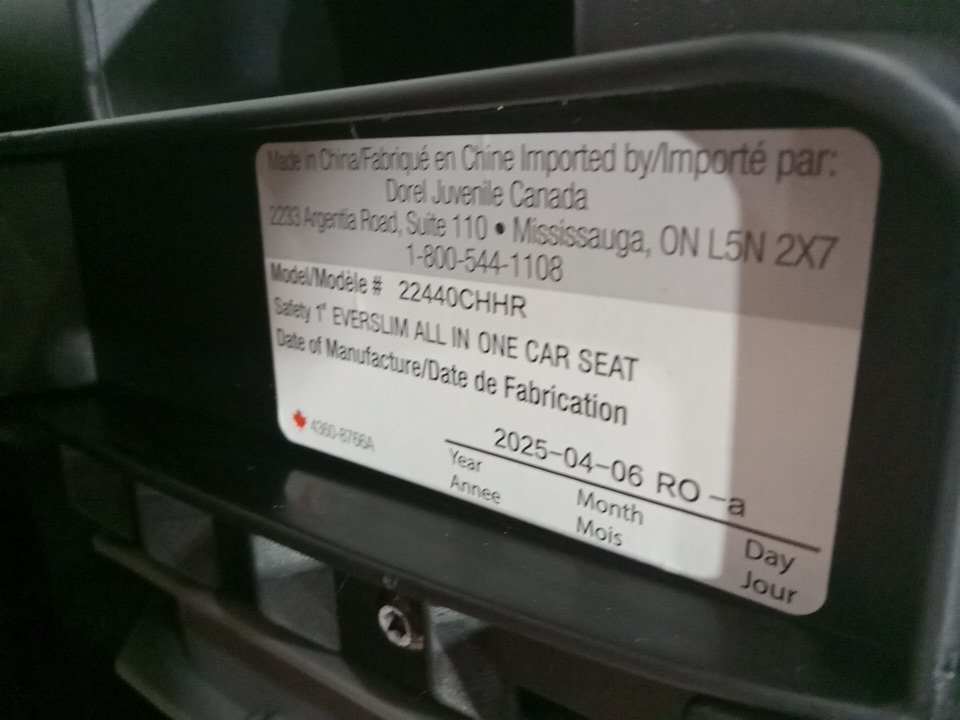 Made in China/Fabriqué en Chine Imported by/Importé par:
Dorel Juvenile Canada
2233 Argentia Road, Suite 110 • Mississauga, ON L5N 2X7
1-800-544-1108
Model/Modèle # 22440CHHR
Safety 1st EVERSLIM ALL IN ONE CAR SEAT
Date of Manufacture/Date de Fabrication
2025-04-06 RO -a
4360-8766A
Year Month Day
Annee Mois Jour